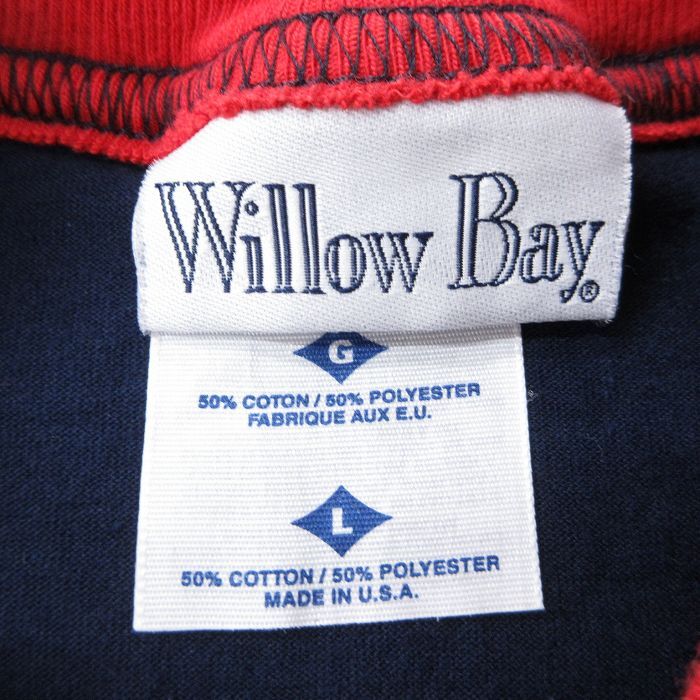 Willow Bay®
G
50% COTON / 50% POLYESTER
FABRIQUE AUX E.U.
L
50% COTTON / 50% POLYESTER
MADE IN U.S.A.